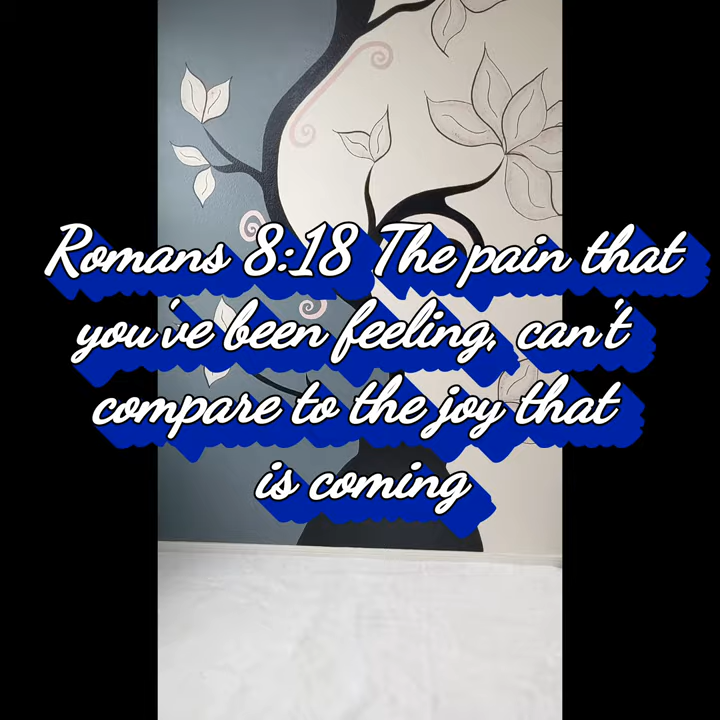 Romans 8:18 The pain that
you've been feeling, can't
compare to the joy that
is coming